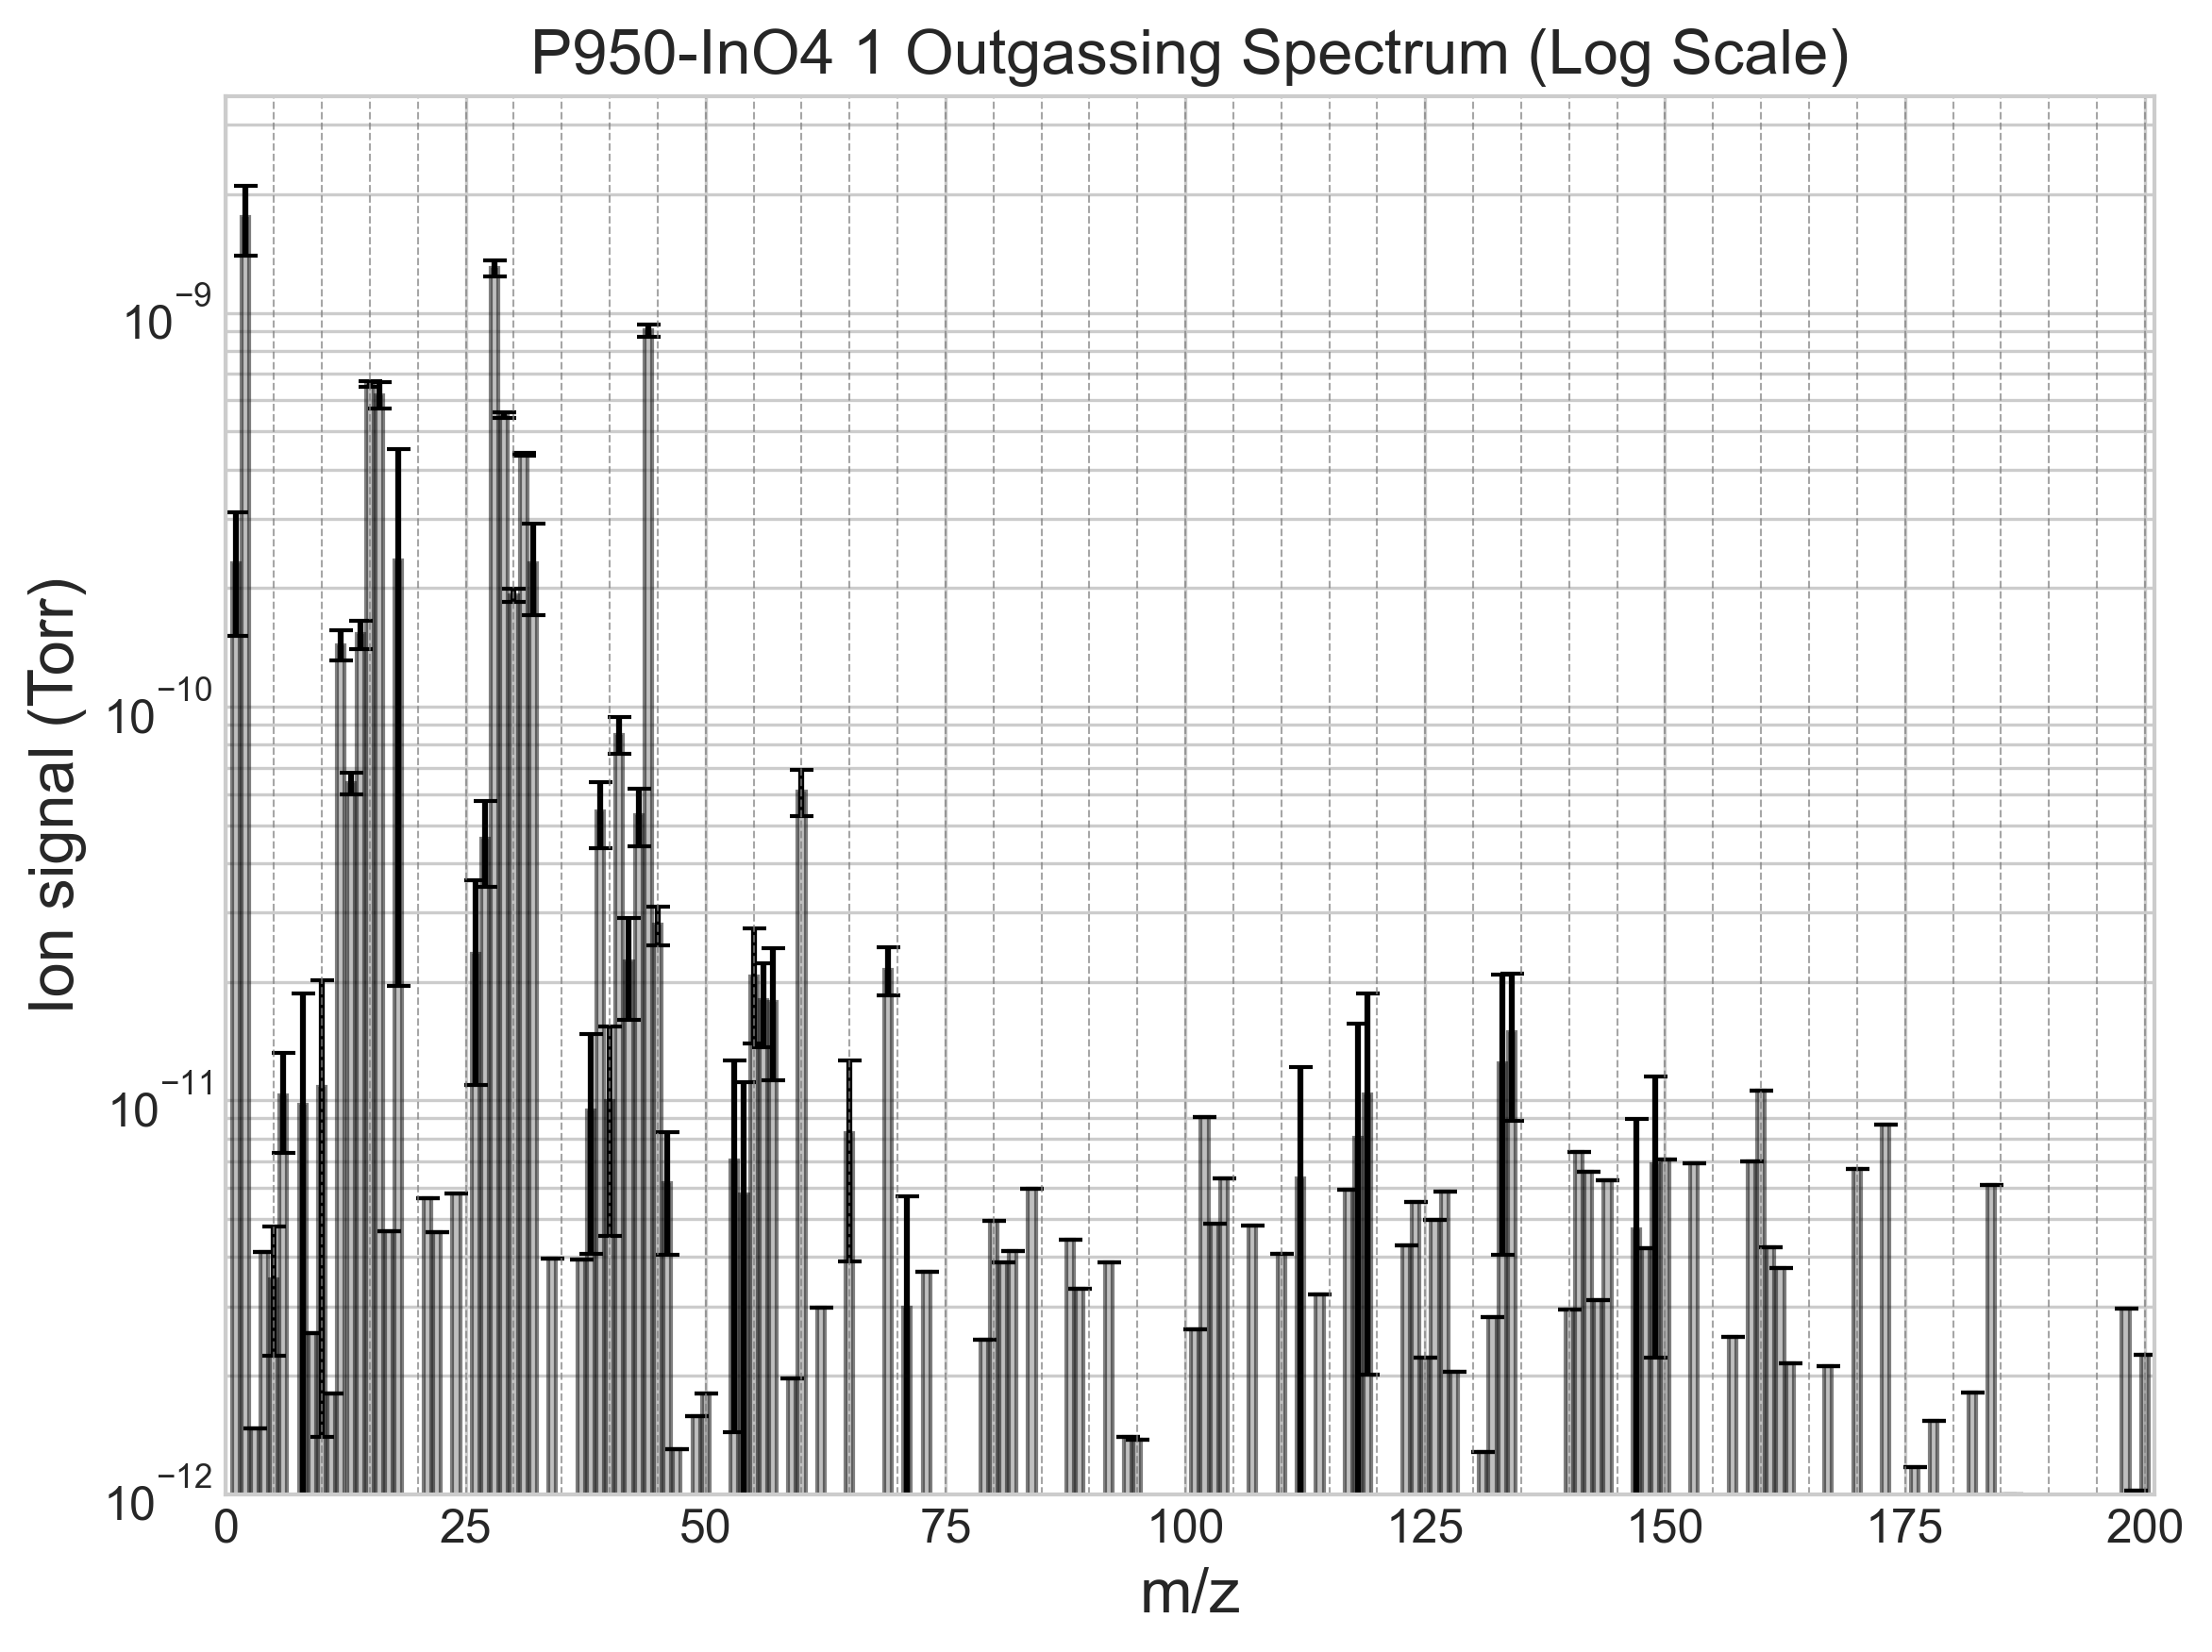 P950-InO4 1 Outgassing Spectrum (Log Scale)
Ion signal (Torr)
10⁻⁹
10⁻¹⁰
10⁻¹¹
10⁻¹²
0 25 50 75 100 125 150 175 200
m/z